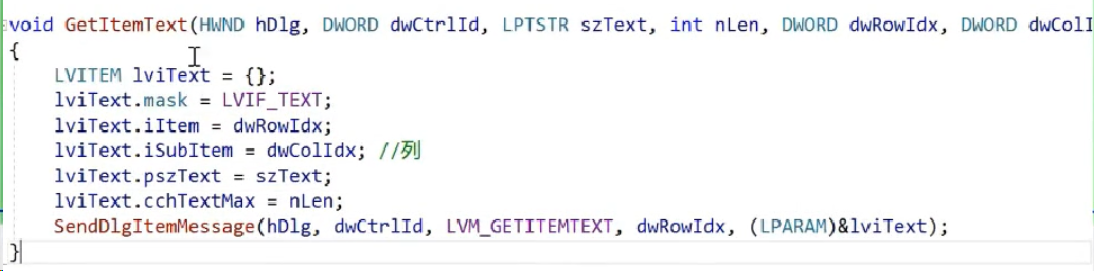 void GetItemText(HWND hDlg, DWORD dwCtrlId, LPTSTR szText, int nLen, DWORD dwRowIdx, DWORD
{
LVITEM lviText = {};
lviText.mask = LVIF_TEXT;
lviText.iItem = dwRowIdx;
lviText.iSubItem = dwColIdx; //列
lviText.pszText = szText;
lviText.cchTextMax = nLen;
SendDlgItemMessage(hDlg, dwCtrlId, LVM_GETITEMTEXT, dwRowIdx, (LPARAM)&lviText);
}